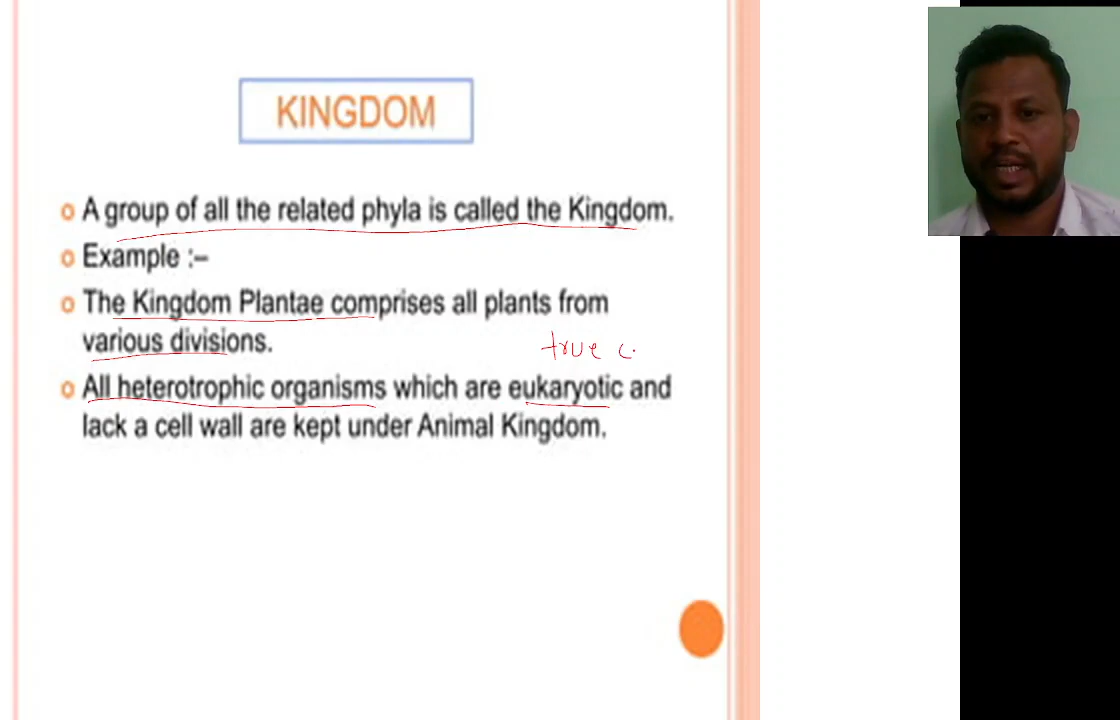 KINGDOM
A group of all the related phyla is called the Kingdom.
Example :–
The Kingdom Plantae comprises all plants from
various divisions.
true c
All heterotrophic organisms which are eukaryotic and
lack a cell wall are kept under Animal Kingdom.